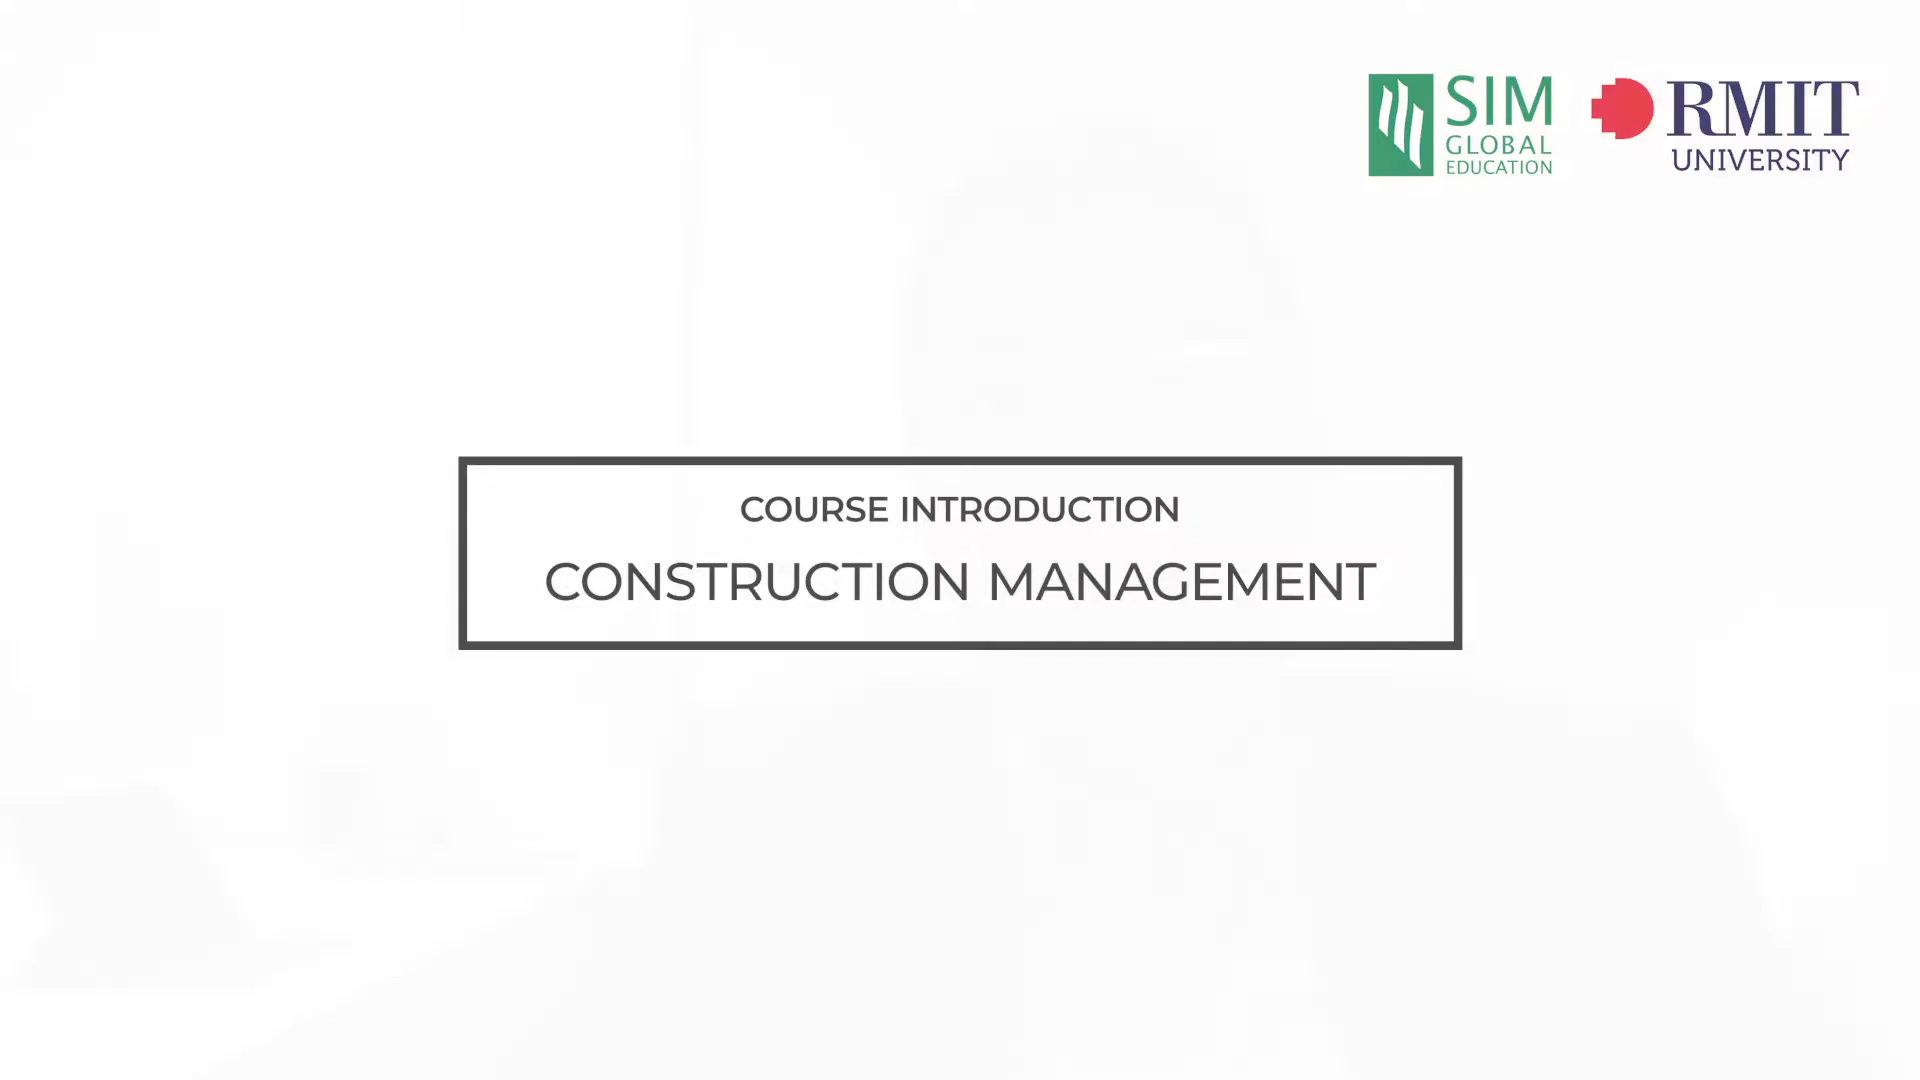 SIM
GLOBAL
EDUCATION
RMIT
UNIVERSITY
COURSE INTRODUCTION
CONSTRUCTION MANAGEMENT